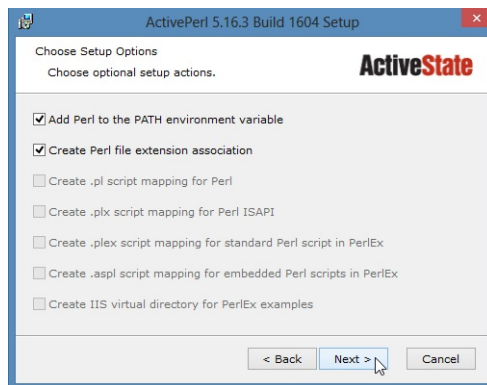 ActivePerl 5.16.3 Build 1604 Setup
Choose Setup Options
Choose optional setup actions.
ActiveState
Add Perl to the PATH environment variable
Create Perl file extension association
Create .pl script mapping for Perl
Create .plx script mapping for Perl ISAPI
Create .plex script mapping for standard Perl script in PerlEx
Create .aspl script mapping for embedded Perl scripts in PerlEx
Create IIS virtual directory for PerlEx examples
< Back Next > Cancel